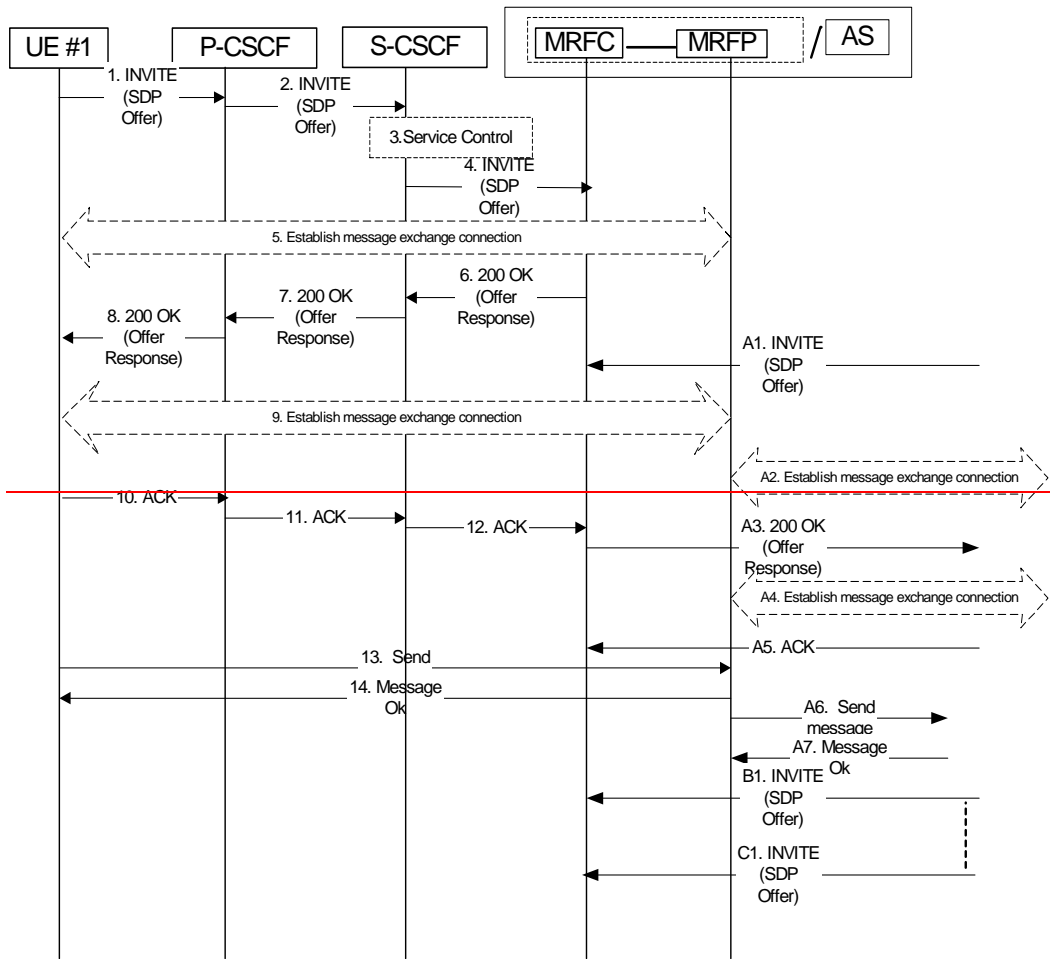 UE #1
P-CSCF
S-CSCF
MRFC
MRFP
/
AS
1. INVITE
(SDP
Offer)
2. INVITE
(SDP
Offer)
3.Service Control
4. INVITE
(SDP
Offer)
5. Establish message exchange connection
6. 200 OK
(Offer
Response)
7. 200 OK
(Offer
Response)
8. 200 OK
(Offer
Response)
A1. INVITE
(SDP
Offer)
9. Establish message exchange connection
A2. Establish message exchange connection
10. ACK
11. ACK
12. ACK
A3. 200 OK
(Offer
Response)
A4. Establish message exchange connection
A5. ACK
13. Send
14. Message
Ok
A6. Send
message
A7. Message
Ok
B1. INVITE
(SDP
Offer)
C1. INVITE
(SDP
Offer)